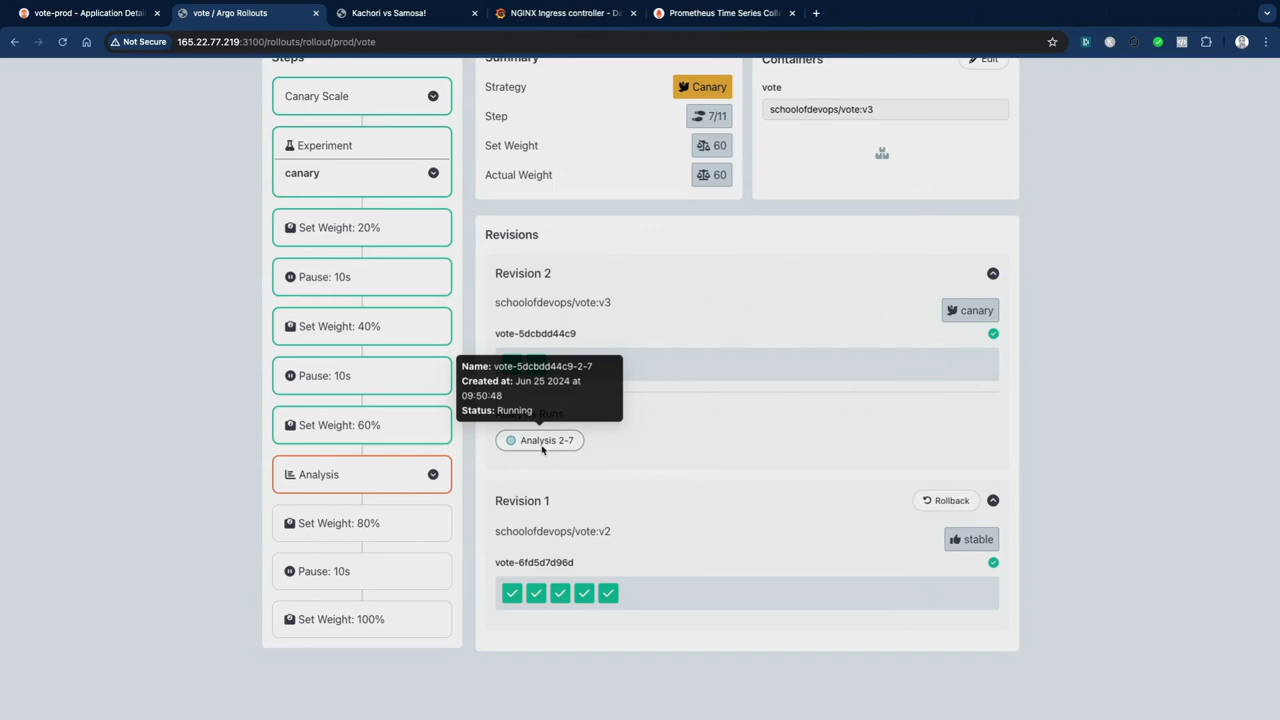 vote-prod - Application Detai
vote / Argo Rollouts
Kachori vs Samosa!
NGINX Ingress controller - Da
Prometheus Time Series Coll
Not Secure
165.22.77.219:3100/rollouts/rollout/prod/vote
Steps
Canary Scale
Experiment
canary
Set Weight: 20%
Pause: 10s
Set Weight: 40%
Pause: 10s
Set Weight: 60%
Analysis
Set Weight: 80%
Pause: 10s
Set Weight: 100%
Summary
Strategy
Canary
Step
7/11
Set Weight
60
Actual Weight
60
Containers
Edit
vote
schoolofdevops/vote:v3
Revisions
Revision 2
schoolofdevops/vote:v3
canary
vote-5dcbdd44c9
Name: vote-5dcbdd44c9-2-7
Created at: Jun 25 2024 at
09:50:48
Status: Running
Runs
Analysis 2-7
Revision 1
Rollback
schoolofdevops/vote:v2
stable
vote-6fd5d7d96d